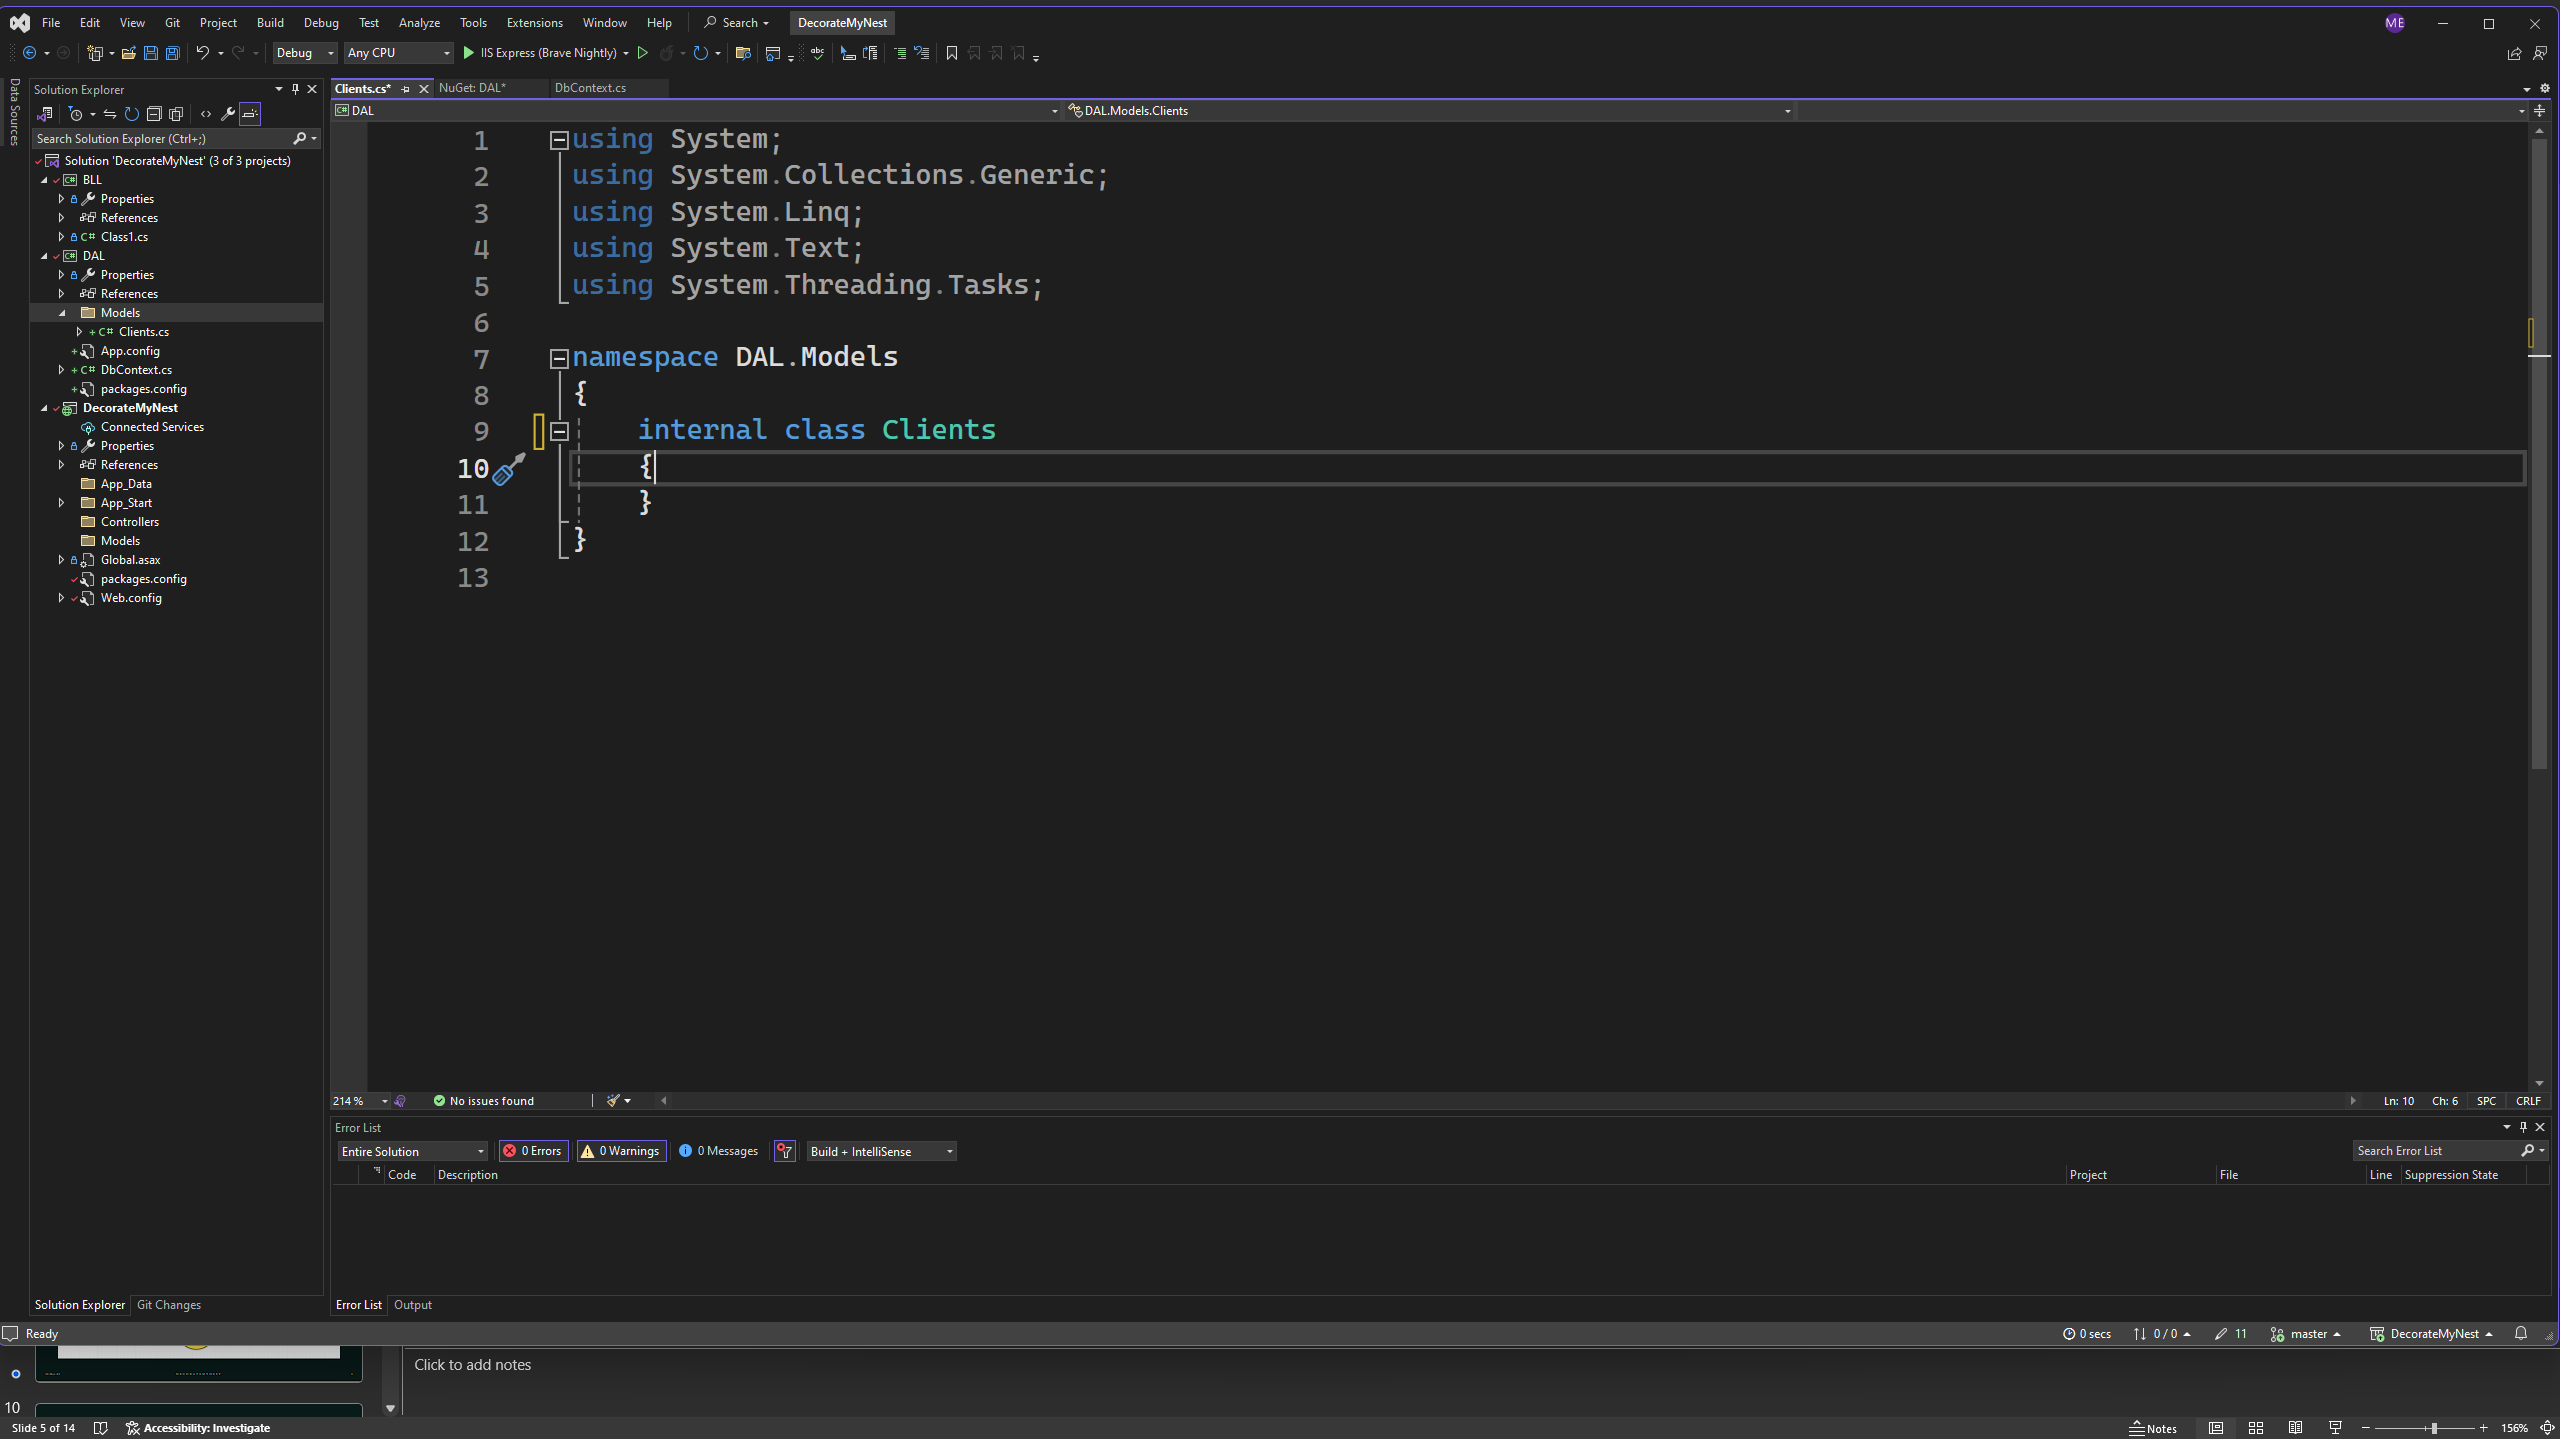 File Edit View Git Project Build Debug Test Analyze Tools Extensions Window Help Search DecorateMyNest ME
Debug Any CPU IIS Express (Brave Nightly) abc
Data Sources
Solution Explorer
Search Solution Explorer (Ctrl+;)
Solution 'DecorateMyNest' (3 of 3 projects)
BLL
Properties
References
C# Class1.cs
DAL
Properties
References
Models
C# Clients.cs
App.config
C# DbContext.cs
packages.config
DecorateMyNest
Connected Services
Properties
References
App_Data
App_Start
Controllers
Models
Global.asax
packages.config
Web.config
Solution Explorer Git Changes
Clients.cs* NuGet: DAL* DbContext.cs
C# DAL DAL.Models.Clients
1 using System;
2 using System.Collections.Generic;
3 using System.Linq;
4 using System.Text;
5 using System.Threading.Tasks;
6
7 namespace DAL.Models
8 {
9 internal class Clients
10 {
11 }
12 }
13
214 % No issues found Ln: 10 Ch: 6 SPC CRLF
Error List
Entire Solution 0 Errors 0 Warnings 0 Messages Build + IntelliSense Search Error List
Code Description Project File Line Suppression State
Error List Output
Ready 0 secs 0 / 0 11 master DecorateMyNest
Click to add notes
10
Slide 5 of 14 Accessibility: Investigate Notes 156%